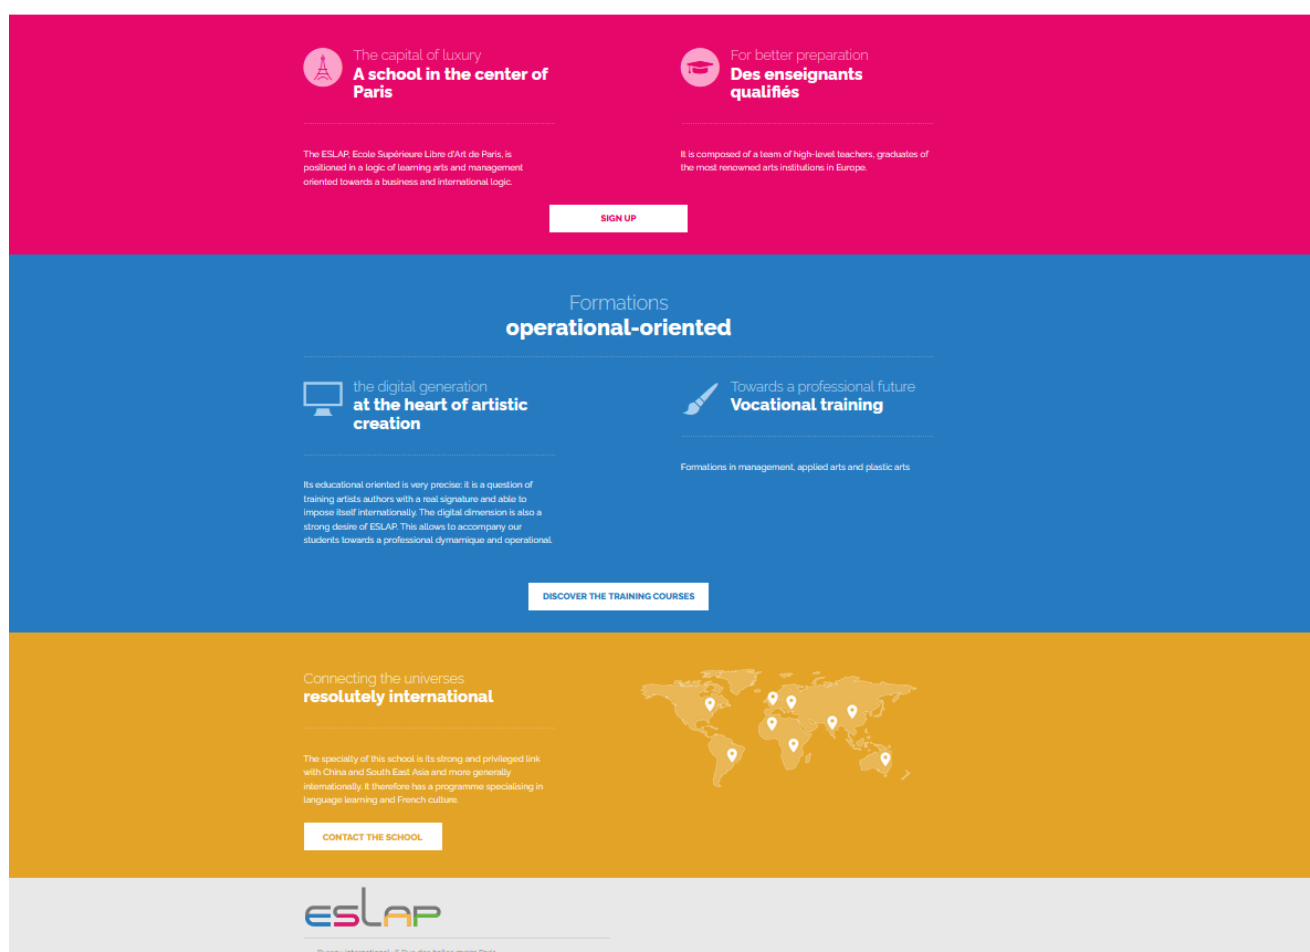 The capital of luxury
A school in the center of
Paris
The ESLAP, Ecole Supérieure Libre d'Art de Paris, is
positioned in a logic of learning arts and management
oriented towards a business and international logic.
For better preparation
Des enseignants
qualifiés
It is composed of a team of high-level teachers, graduates of
the most renowned arts institutions in Europe.
SIGN UP
Formations
operational-oriented
the digital generation
at the heart of artistic
creation
Its educational oriented is very precise: it is a question of
training artists authors with a real signature and able to
impose itself internationally. The digital dimension is also a
strong desire of ESLAP. This allows to accompany our
students towards a professional dymamique and operational.
Towards a professional future
Vocational training
Formations in management, applied arts and plastic arts
DISCOVER THE TRAINING COURSES
Connecting the universes
resolutely international
The specialty of this school is its strong and privileged link
with China and South East Asia and more generally
internationally. It therefore has a programme specialising in
language learning and French culture.
CONTACT THE SCHOOL
eslap